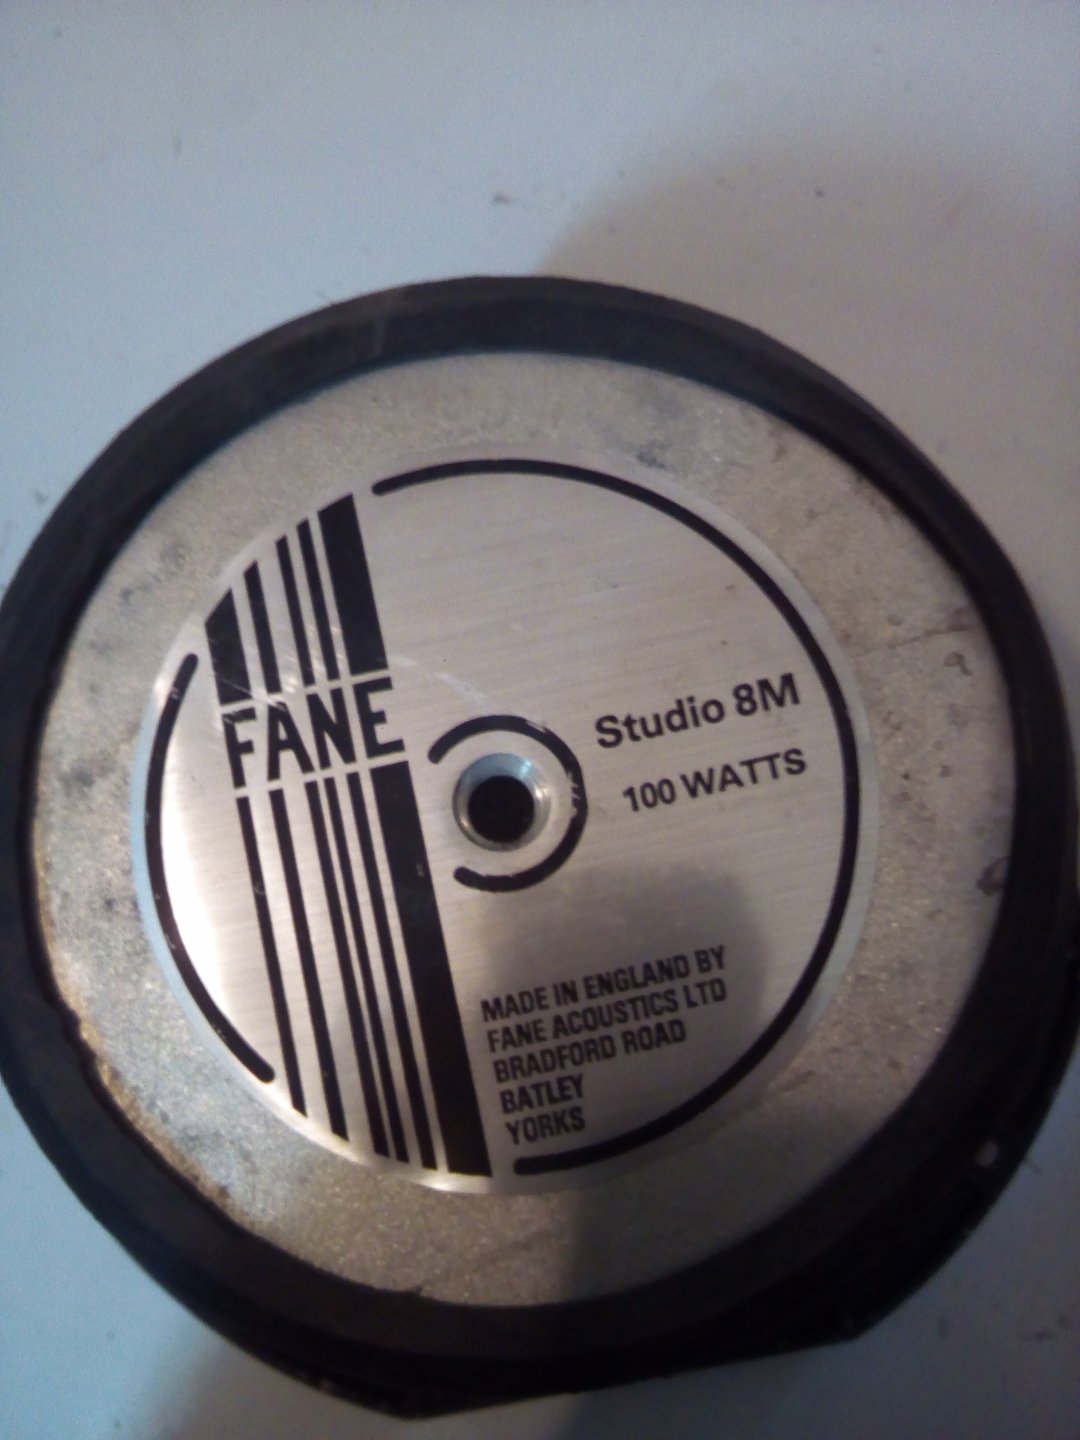 FANE
Studio 8M
100 WATTS
MADE IN ENGLAND BY
FANE ACOUSTICS LTD
BRADFORD ROAD
BATLEY
YORKS